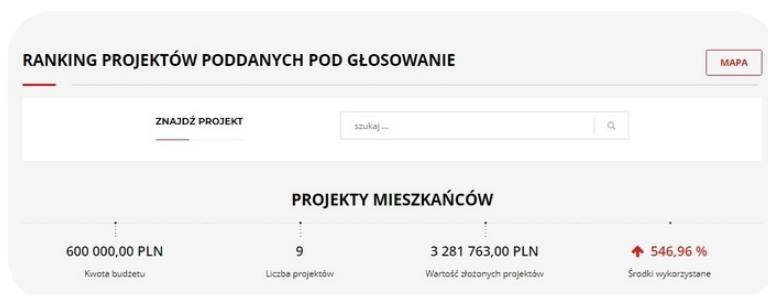 RANKING PROJEKTÓW PODDANYCH POD GŁOSOWANIE
MAPA
ZNAJDŹ PROJEKT
szukaj ...
PROJEKTY MIESZKAŃCÓW
600 000,00 PLN
Kwota budżetu
9
Liczba projektów
3 281 763,00 PLN
Wartość złożonych projektów
546,96 %
Środki wykorzystane